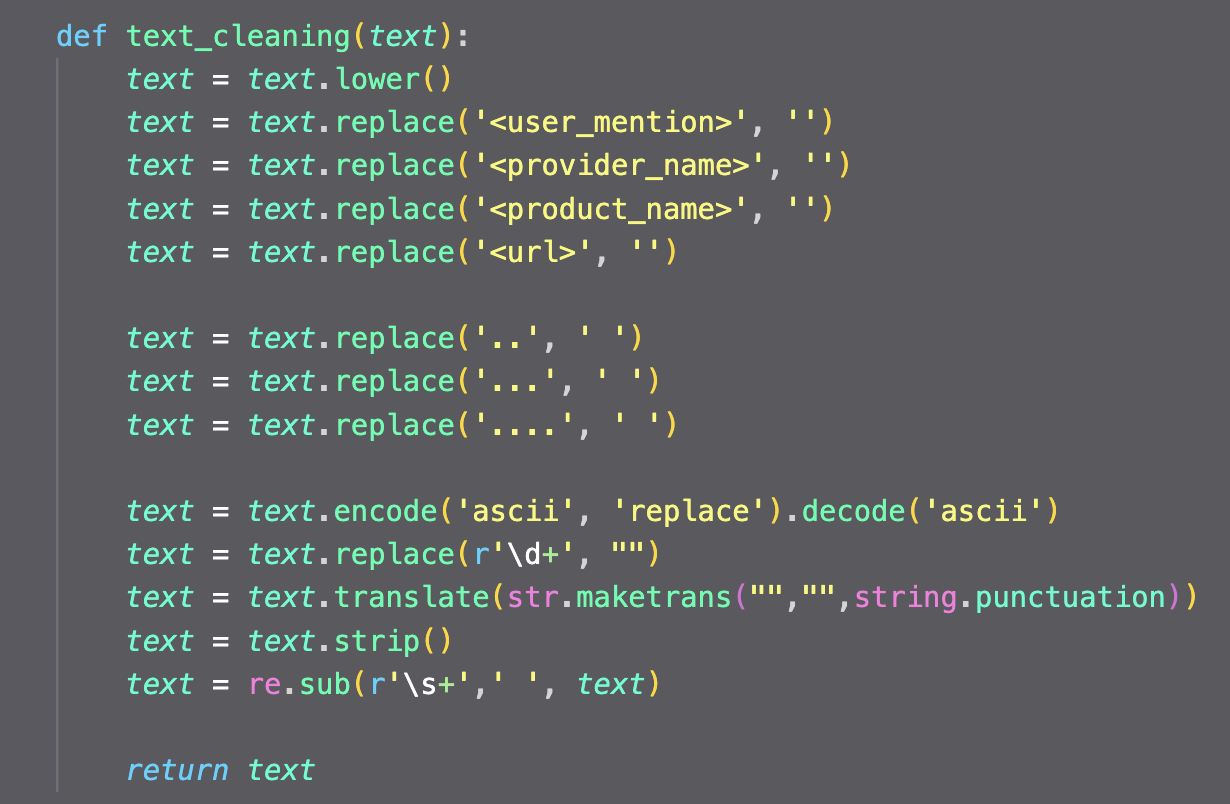 def text_cleaning(text):
    text = text.lower()
    text = text.replace('<user_mention>', '')
    text = text.replace('<provider_name>', '')
    text = text.replace('<product_name>', '')
    text = text.replace('<url>', '')

    text = text.replace('..', ' ')
    text = text.replace('...', ' ')
    text = text.replace('....', ' ')

    text = text.encode('ascii', 'replace').decode('ascii')
    text = text.replace(r'\d+', "")
    text = text.translate(str.maketrans("","",string.punctuation))
    text = text.strip()
    text = re.sub(r'\s+',' ', text)

    return text